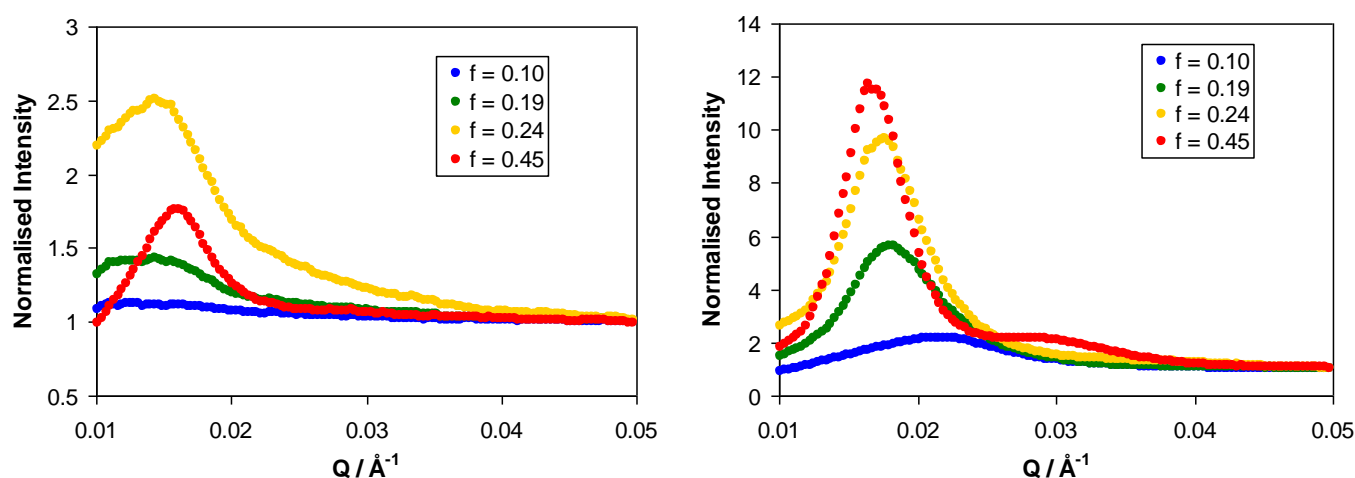 3
2.5
2
1.5
1
0.5
Normalised Intensity
f = 0.10
f = 0.19
f = 0.24
f = 0.45
0.01
0.02
0.03
0.04
0.05
Q / Å-1
14
12
10
8
6
4
2
0
Normalised Intensity
f = 0.10
f = 0.19
f = 0.24
f = 0.45
0.01
0.02
0.03
0.04
0.05
Q / Å-1